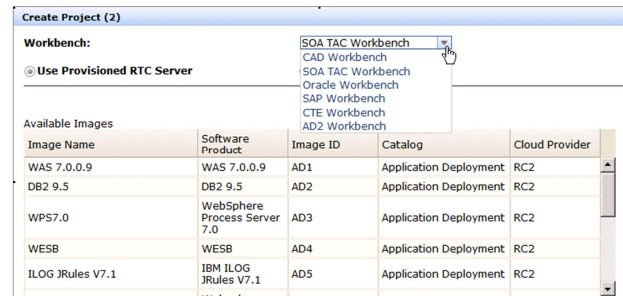 Create Project (2)
Workbench:
SOA TAC Workbench
CAD Workbench
SOA TAC Workbench
Oracle Workbench
SAP Workbench
CTE Workbench
AD2 Workbench
Use Provisioned RTC Server
Available Images
Image Name Software Product Image ID Catalog Cloud Provider
WAS 7.0.0.9 WAS 7.0.0.9 AD1 Application Deployment RC2
DB2 9.5 DB2 9.5 AD2 Application Deployment RC2
WPS7.0 WebSphere Process Server 7.0 AD3 Application Deployment RC2
WESB WESB AD4 Application Deployment RC2
ILOG JRules V7.1 IBM ILOG JRules V7.1 AD5 Application Deployment RC2